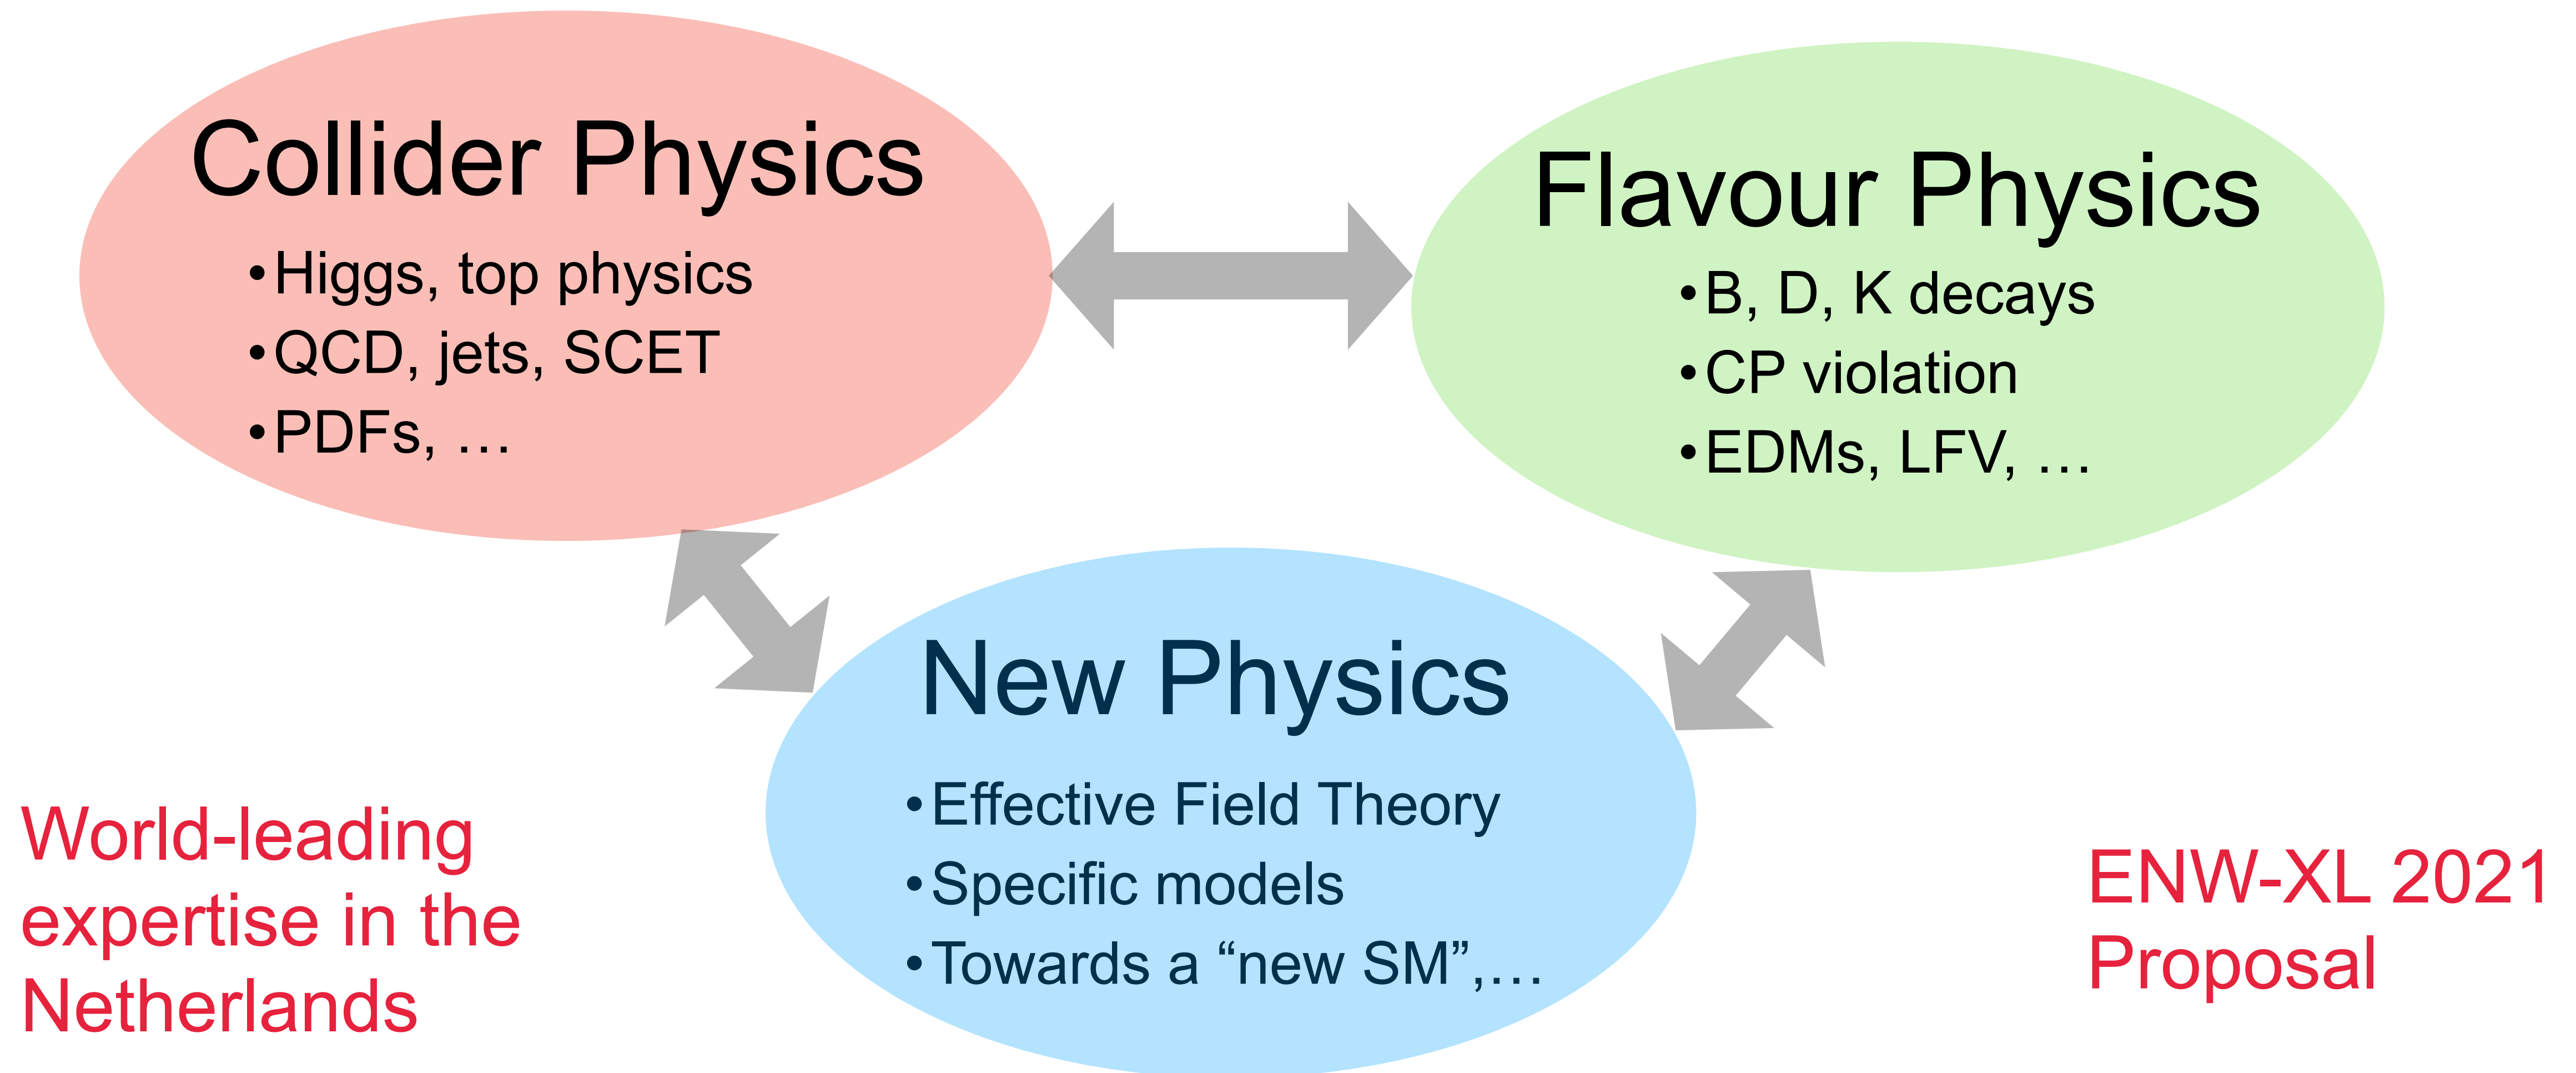 Collider Physics
•Higgs, top physics
•QCD, jets, SCET
•PDFs, …
Flavour Physics
•B, D, K decays
•CP violation
•EDMs, LFV, …
New Physics
•Effective Field Theory
•Specific models
•Towards a “new SM”,…
World-leading
expertise in the
Netherlands
ENW-XL 2021
Proposal